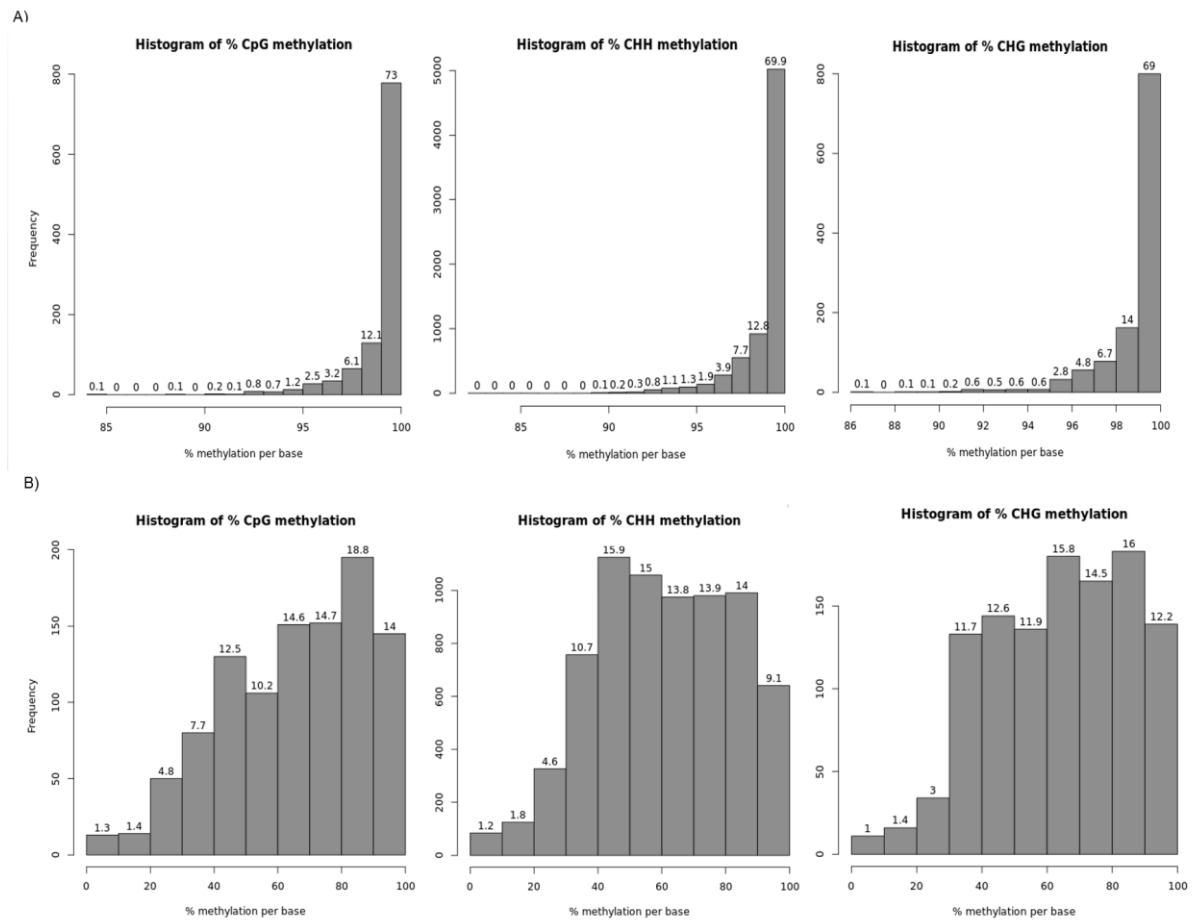 A)
Histogram of % CpG methylation
Frequency
0 200 400 600 800
0.1 0 0 0 0.1 0 0.2 0.1 0.8 0.7 1.2 2.5 3.2 6.1 12.1 73
85 90 95 100
% methylation per base
Histogram of % CHH methylation
0 1000 2000 3000 4000 5000
0 0 0 0 0 0 0 0.1 0.2 0.3 0.8 1.1 1.3 1.9 3.9 7.7 12.8 69.9
85 90 95 100
% methylation per base
Histogram of % CHG methylation
0 200 400 600 800
0.1 0 0.1 0.1 0.2 0.6 0.5 0.6 0.6 2.8 4.8 6.7 14 69
86 88 90 92 94 96 98 100
% methylation per base
B)
Histogram of % CpG methylation
Frequency
0 50 100 150 200
1.3 1.4 4.8 7.7 12.5 10.2 14.6 14.7 18.8 14
0 20 40 60 80 100
% methylation per base
Histogram of % CHH methylation
0 200 400 600 800 1000
1.2 1.8 4.6 10.7 15.9 15 13.8 13.9 14 9.1
0 20 40 60 80 100
% methylation per base
Histogram of % CHG methylation
0 50 100 150
1 1.4 3 11.7 12.6 11.9 15.8 14.5 16 12.2
0 20 40 60 80 100
% methylation per base